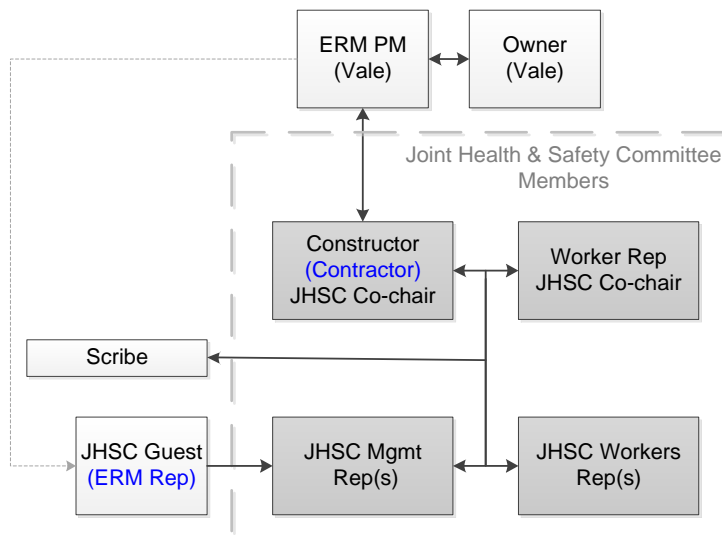 ERM PM
(Vale)
Owner
(Vale)
Joint Health & Safety Committee
Members
Constructor
(Contractor)
JHSC Co-chair
Worker Rep
JHSC Co-chair
Scribe
JHSC Guest
(ERM Rep)
JHSC Mgmt
Rep(s)
JHSC Workers
Rep(s)